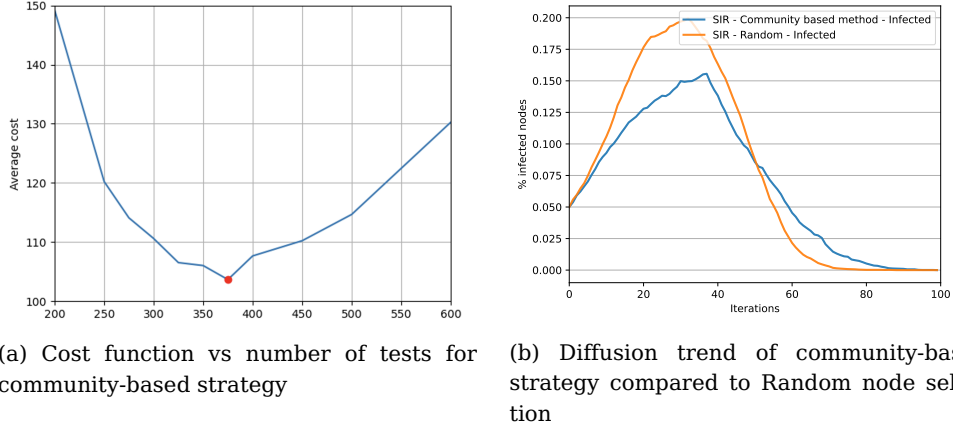 150
140
130
120
110
100
Average cost
200 250 300 350 400 450 500 550 600
(a) Cost function vs number of tests for
community-based strategy
0.200
0.175
0.150
0.125
0.100
0.075
0.050
0.025
0.000
% infected nodes
SIR - Community based method - Infected
SIR - Random - Infected
0 20 40 60 80 100
Iterations
(b) Diffusion trend of community-bas
strategy compared to Random node sel
tion